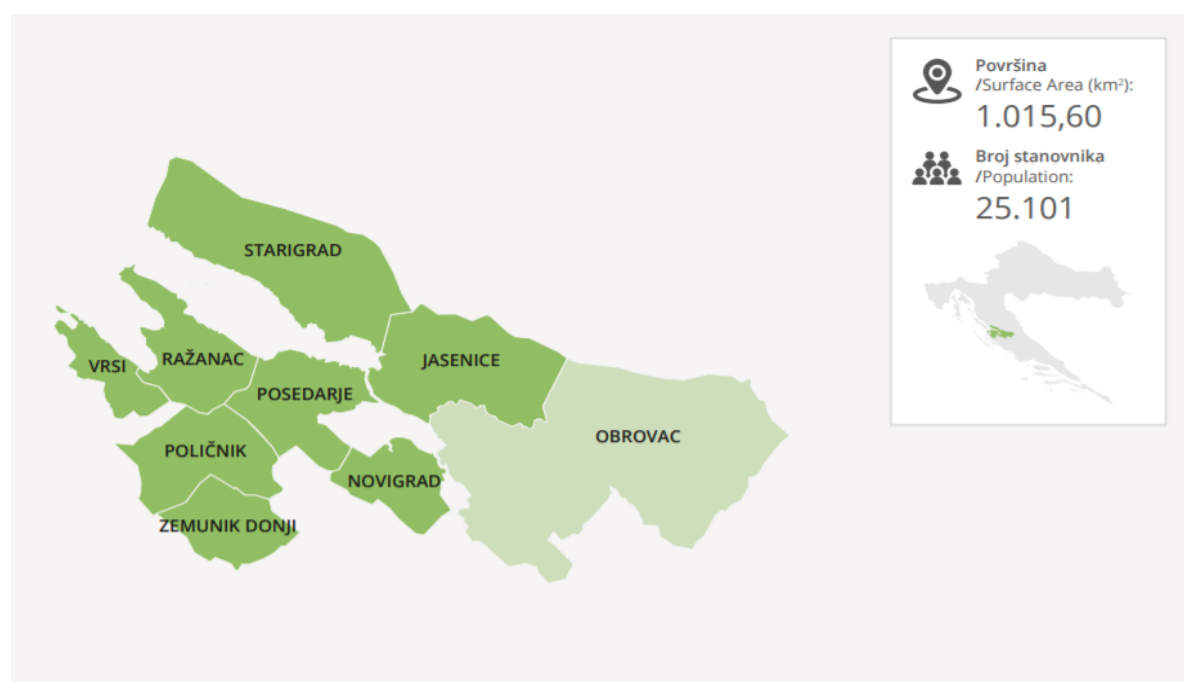 Površina
/Surface Area (km²):
1.015,60
Broj stanovnika
/Population:
25.101
STARIGRAD
VRSI
RAŽANAC
JASENICE
POSEDARJE
OBROVAC
POLIČNIK
NOVIGRAD
ZEMUNIK DONJI